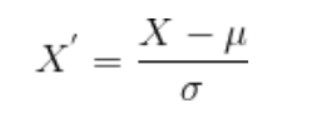 X' = (X − μ) / σ